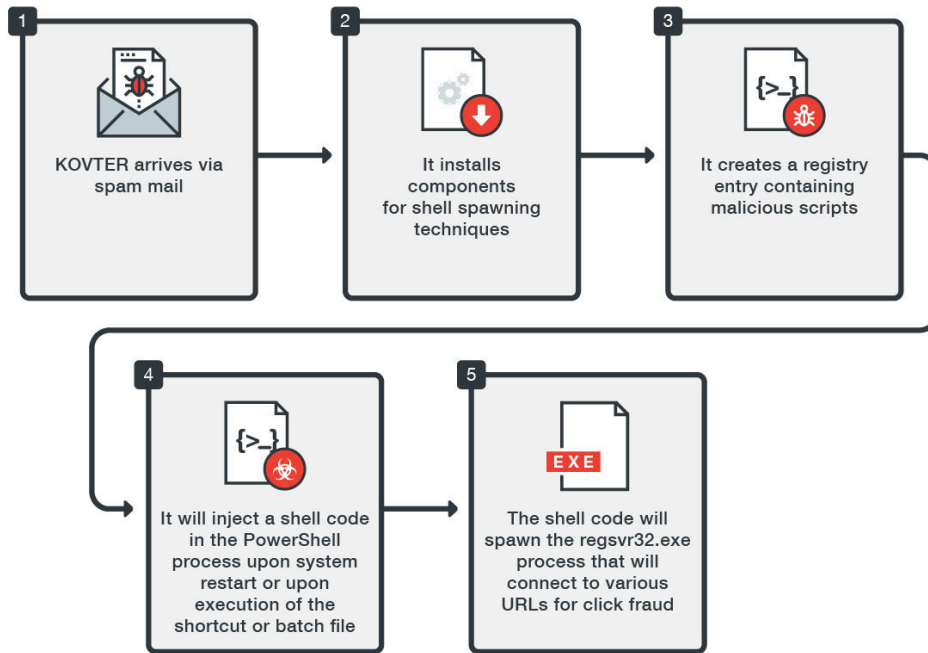 1
KOVTER arrives via
spam mail
2
It installs
components
for shell spawning
techniques
3
{>_}
It creates a registry
entry containing
malicious scripts
4
{>_}
It will inject a shell code
in the PowerShell
process upon system
restart or upon
execution of the
shortcut or batch file
5
EXE
The shell code will
spawn the regsvr32.exe
process that will
connect to various
URLs for click fraud